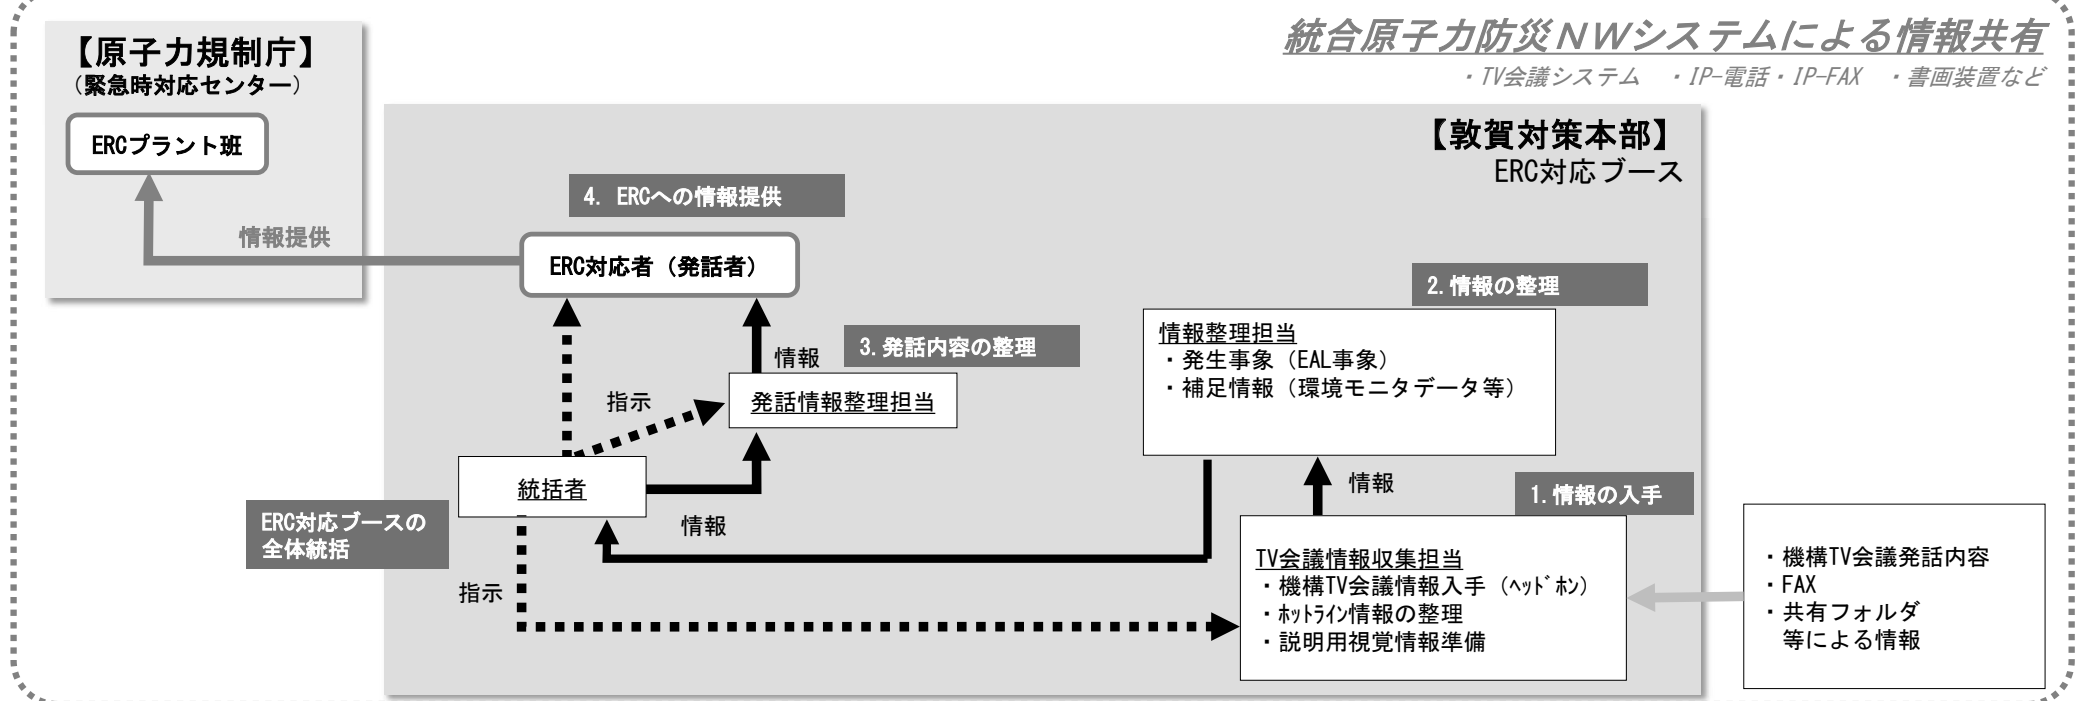 統合原子力防災NWシステムによる情報共有
・TV会議システム ・IP-電話・IP-FAX ・書画装置など
【原子力規制庁】
（緊急時対応センター）
ERCプラント班
情報提供
【敦賀対策本部】
ERC対応ブース
4. ERCへの情報提供
ERC対応者（発話者）
2.情報の整理
情報整理担当
・発生事象（EAL事象）
・補足情報（環境モニタデータ等）
3.発話内容の整理
情報
発話情報整理担当
指示
統括者
情報
ERC対応ブースの
全体統括
指示
情報
1.情報の入手
TV会議情報収集担当
・機構TV会議情報入手（ﾍｯﾄﾞﾎﾝ）
・ﾎｯﾄﾗｲﾝ情報の整理
・説明用視覚情報準備
・機構TV会議発話内容
・FAX
・共有フォルダ
等による情報